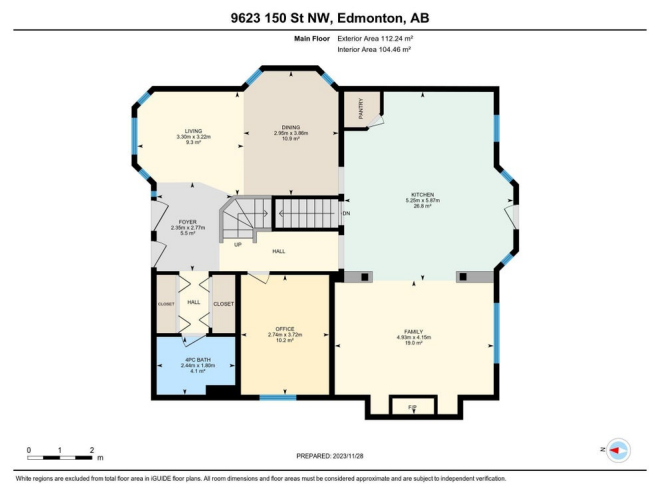 9623 150 St NW, Edmonton, AB
Main Floor Exterior Area 112.24 m²
Interior Area 104.46 m²
PANTRY
LIVING
3.30m x 3.22m
9.3 m²
DINING
2.95m x 3.86m
10.9 m²
KITCHEN
5.25m x 5.87m
26.8 m²
FOYER
2.35m x 2.77m
5.5 m²
DN
UP
HALL
CLOSET
HALL
CLOSET
OFFICE
2.74m x 3.72m
10.2 m²
FAMILY
4.93m x 4.15m
19.0 m²
4PC BATH
2.44m x 1.80m
4.1 m²
F/P
0 1 2
m
PREPARED: 2023/11/28
N
White regions are excluded from total floor area in iGUIDE floor plans. All room dimensions and floor areas must be considered approximate and are subject to independent verification.